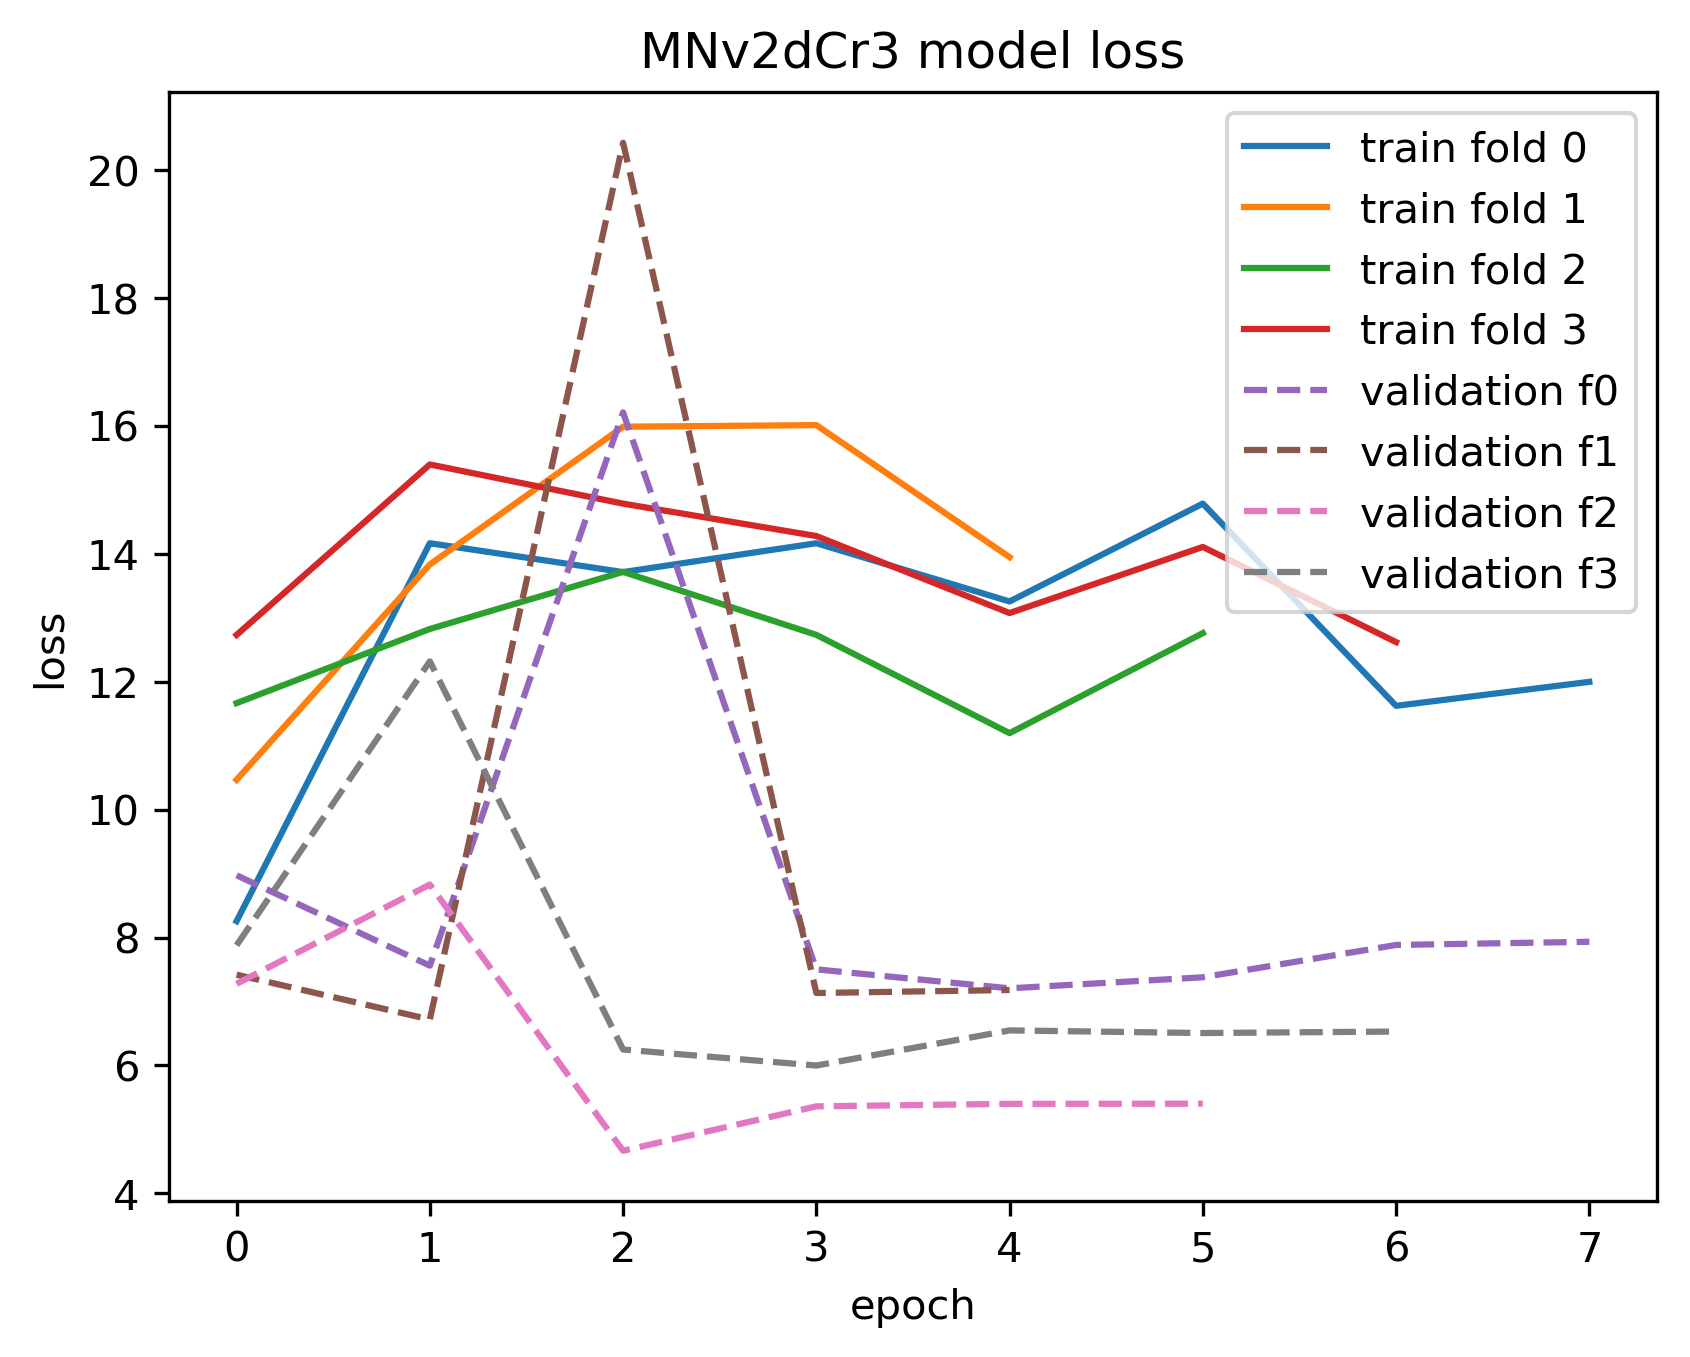 MNv2dCr3 model loss
20
18
16
14
12
10
8
6
4
loss
train fold 0
train fold 1
train fold 2
train fold 3
validation f0
validation f1
validation f2
validation f3
0 1 2 3 4 5 6 7
epoch